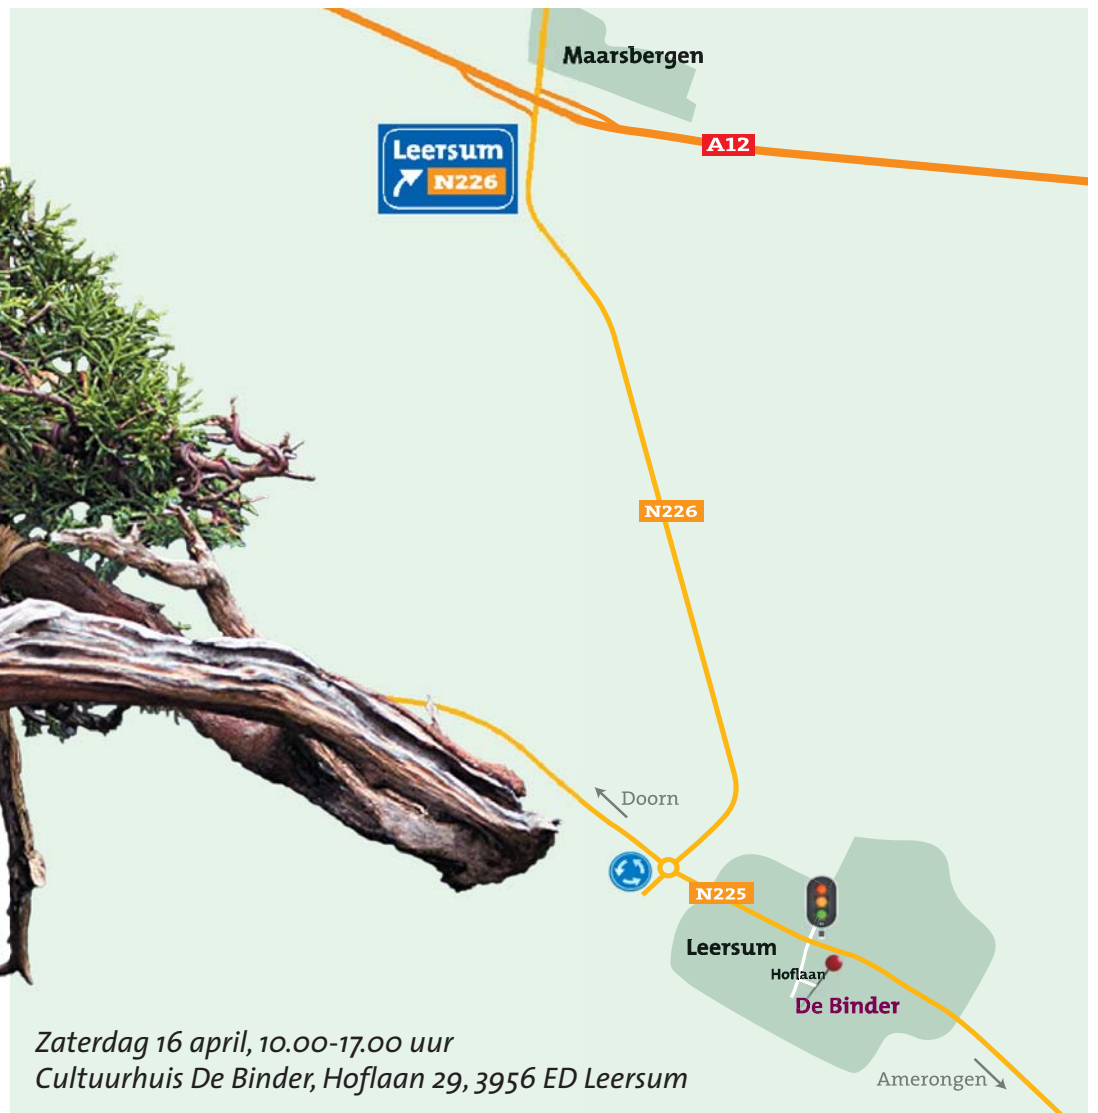 Maarsbergen
A12
Leersum
N226
N226
Doorn
N225
Leersum
Hoflaan
De Binder
Zaterdag 16 april, 10.00-17.00 uur
Cultuurhuis De Binder, Hoflaan 29, 3956 ED Leersum
Amerongen